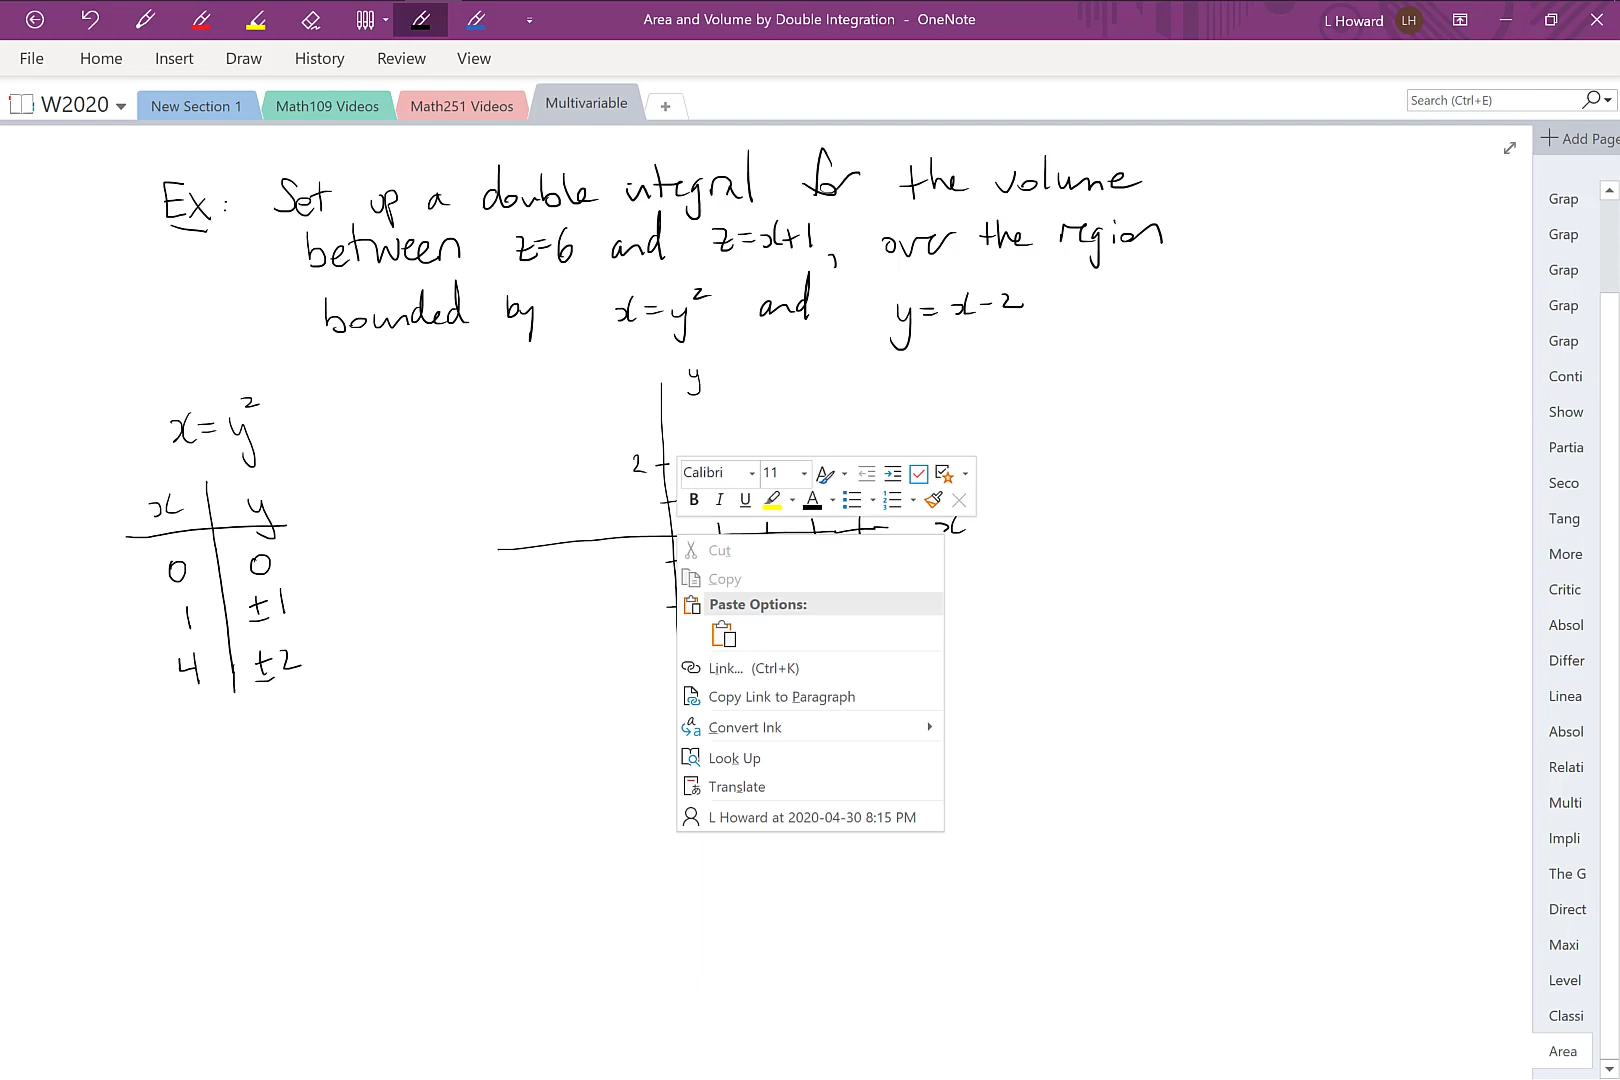 Area and Volume by Double Integration - OneNote
L Howard LH
File Home Insert Draw History Review View
W2020 New Section 1 Math109 Videos Math251 Videos Multivariable
Search (Ctrl+E)
Add Page
Ex: Set up a double integral for the volume
between z=6 and z=x+1, over the region
bounded by x=y² and y=x-2
x=y²
x y
0 0
1 ±1
4 ±2
y
2
x
Calibri 11
B I U A
Cut
Copy
Paste Options:
Link... (Ctrl+K)
Copy Link to Paragraph
Convert Ink
Look Up
Translate
L Howard at 2020-04-30 8:15 PM
Grap
Grap
Grap
Grap
Grap
Conti
Show
Partia
Grap
Seco
Tang
More
Critic
Absol
Differ
Linea
Absol
Relati
Multi
Impli
The G
Direct
Maxi
Level
Classi
Area